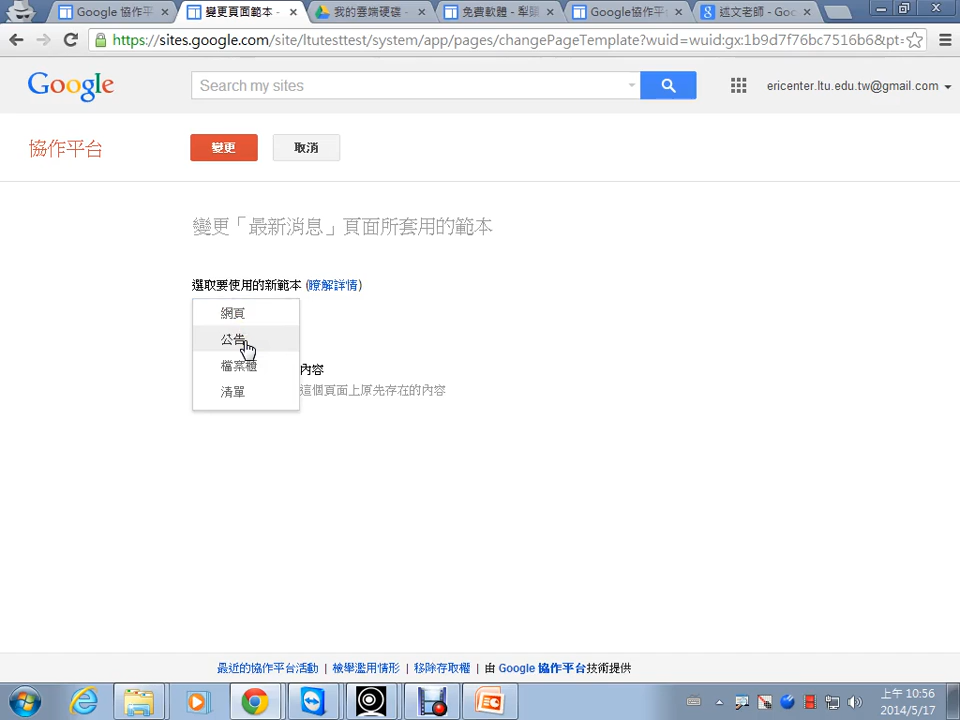 Google 協作平
變更頁面範本 -
我的雲端硬碟 -
免費軟體 - 犁
Google協作平
述文老師 - Goo
https://sites.google.com/site/ltutesttest/system/app/pages/changePageTemplate?wuid=wuid:gx:1b9d7f76bc7516b6&pt-
Google
Search my sites
ericenter.ltu.edu.tw@gmail.com
協作平台
變更
取消
變更「最新消息」頁面所套用的範本
選取要使用的新範本 (瞭解詳情)
網頁
公告
檔案櫃
內容
清單
這個頁面上原先存在的內容
最近的協作平台活動 | 檢舉濫用情形 | 移除存取權 | 由 Google 協作平台技術提供
上午 10:56
2014/5/17